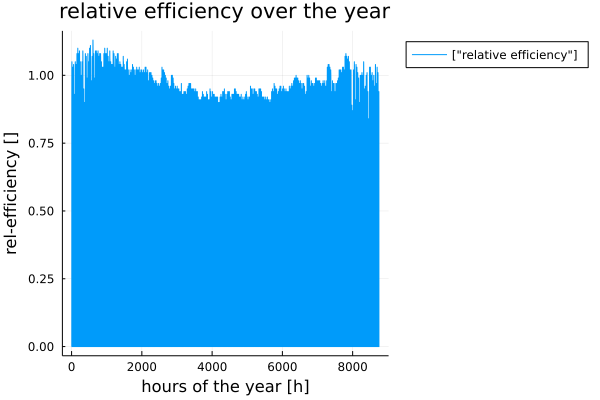 relative efficiency over the year
["relative efficiency"]
rel-efficiency []
1.00
0.75
0.50
0.25
0.00
0 2000 4000 6000 8000
hours of the year [h]